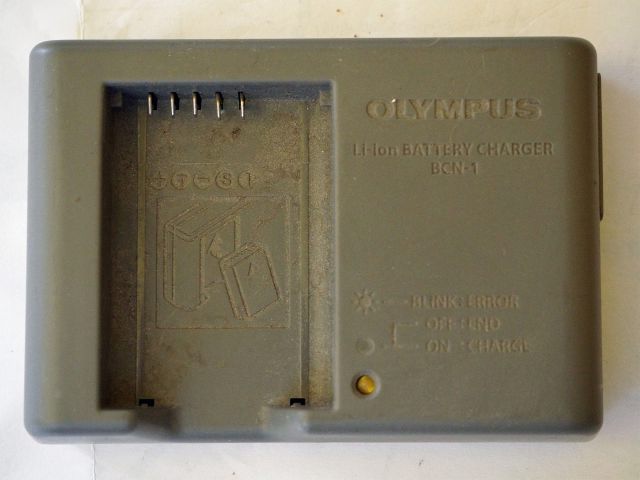 OLYMPUS
Li-ion BATTERY CHARGER
BCN-1
+ T − S I
BLINK: ERROR
OFF :END
ON :CHARGE